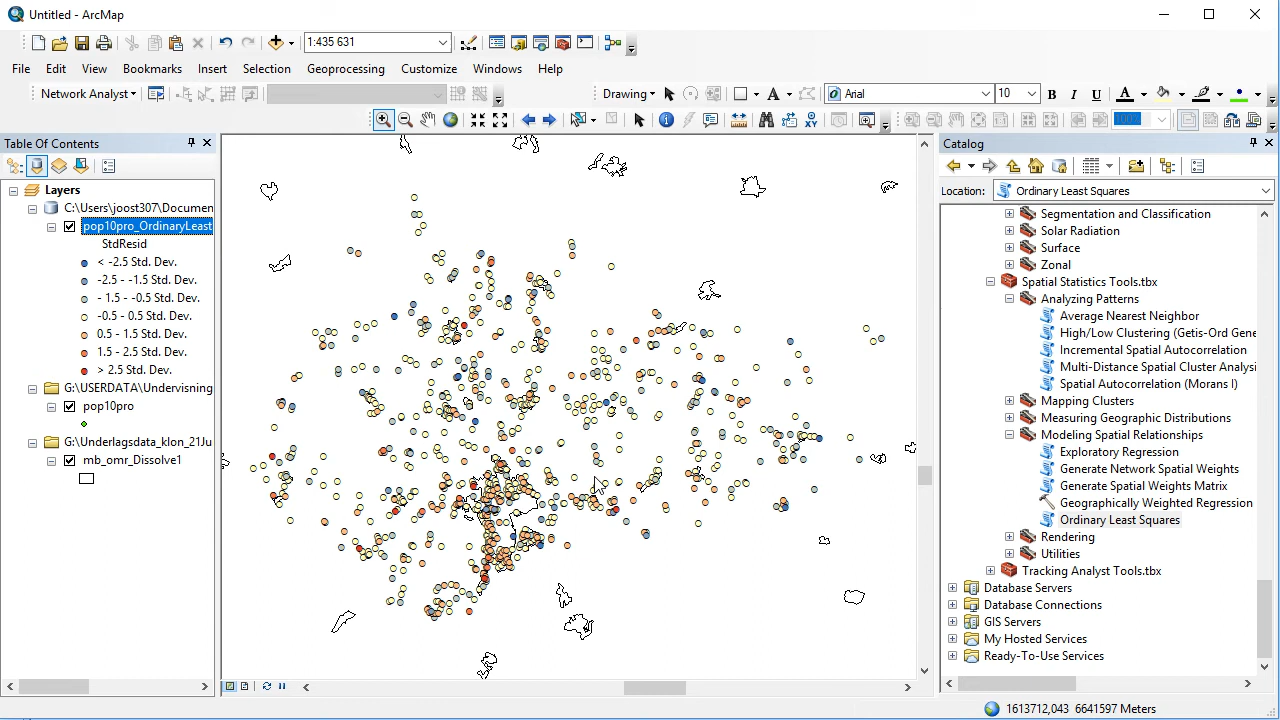 Untitled - ArcMap
1:435 631
File Edit View Bookmarks Insert Selection Geoprocessing Customize Windows Help
Network Analyst Drawing A Arial 10 B I U A
XY 100%
Table Of Contents
Layers
C:\Users\joost307\Documen
pop10pro_OrdinaryLeast
StdResid
< -2.5 Std. Dev.
-2.5 - -1.5 Std. Dev.
- 1.5 - -0.5 Std. Dev.
-0.5 - 0.5 Std. Dev.
0.5 - 1.5 Std. Dev.
1.5 - 2.5 Std. Dev.
> 2.5 Std. Dev.
G:\USERDATA\Undervisning
pop10pro
G:\Underlagsdata_klon_21Ju
mb_omr_Dissolve1
Catalog
Location: Ordinary Least Squares
Segmentation and Classification
Solar Radiation
Surface
Zonal
Spatial Statistics Tools.tbx
Analyzing Patterns
Average Nearest Neighbor
High/Low Clustering (Getis-Ord Gene
Incremental Spatial Autocorrelation
Multi-Distance Spatial Cluster Analysi
Spatial Autocorrelation (Morans I)
Mapping Clusters
Measuring Geographic Distributions
Modeling Spatial Relationships
Exploratory Regression
Generate Network Spatial Weights
Generate Spatial Weights Matrix
Geographically Weighted Regression
Ordinary Least Squares
Rendering
Utilities
Tracking Analyst Tools.tbx
Database Servers
Database Connections
GIS Servers
My Hosted Services
Ready-To-Use Services
1613712,043 6641597 Meters